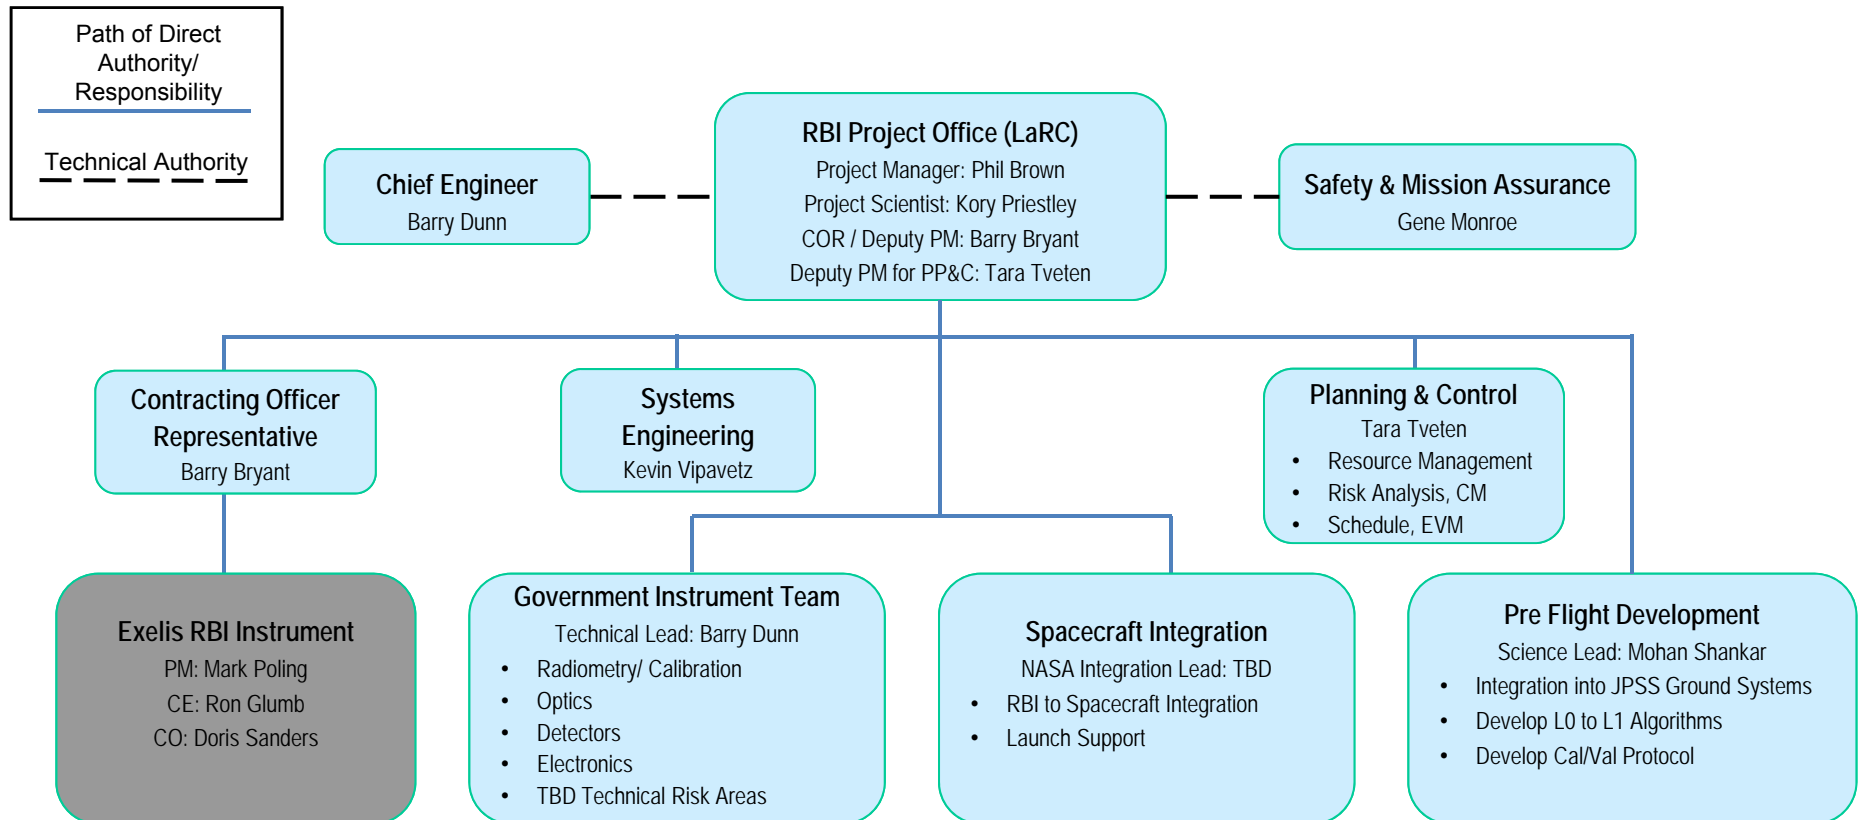 Path of Direct
Authority/
Responsibility
Technical Authority
RBI Project Office (LaRC)
Project Manager: Phil Brown
Project Scientist: Kory Priestley
COR / Deputy PM: Barry Bryant
Deputy PM for PP&C: Tara Tveten
Chief Engineer
Barry Dunn
Safety & Mission Assurance
Gene Monroe
Contracting Officer
Representative
Barry Bryant
Systems
Engineering
Kevin Vipavetz
Planning & Control
Tara Tveten
• Resource Management
• Risk Analysis, CM
• Schedule, EVM
Exelis RBI Instrument
PM: Mark Poling
CE: Ron Glumb
CO: Doris Sanders
Government Instrument Team
Technical Lead: Barry Dunn
• Radiometry/ Calibration
• Optics
• Detectors
• Electronics
• TBD Technical Risk Areas
Spacecraft Integration
NASA Integration Lead: TBD
• RBI to Spacecraft Integration
• Launch Support
Pre Flight Development
Science Lead: Mohan Shankar
• Integration into JPSS Ground Systems
• Develop L0 to L1 Algorithms
• Develop Cal/Val Protocol